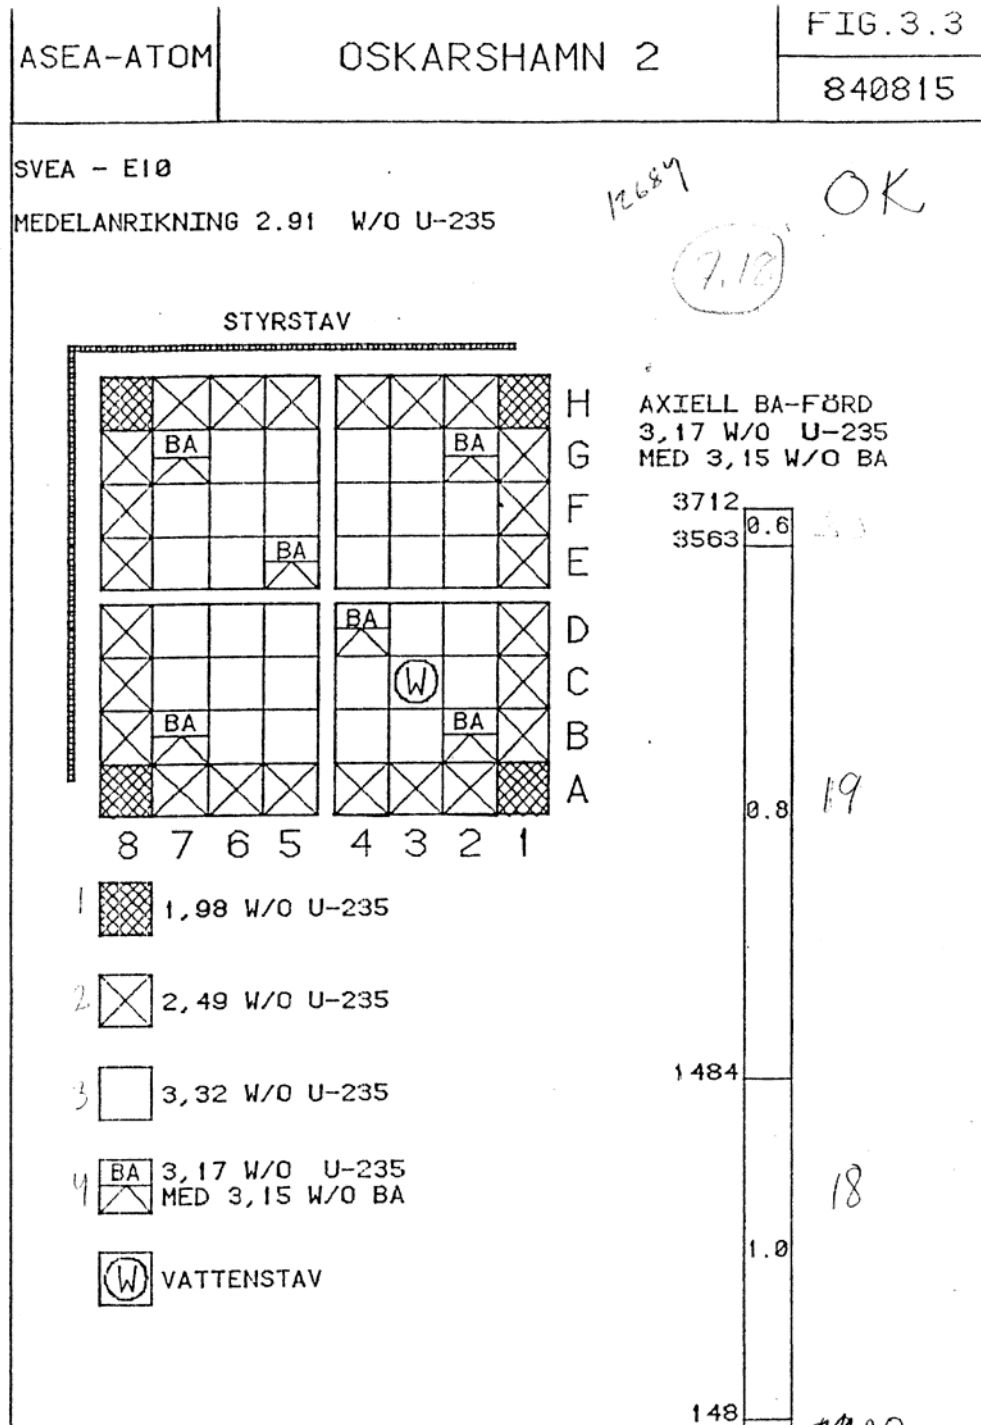 ASEA-ATOM
OSKARSHAMN 2
FIG.3.3
840815
SVEA - E10
MEDELANRIKNING 2.91 W/O U-235
12684
OK
7.18
STYRSTAV
H
BA BA G
F
BA E
BA D
W C
BA BA B
A
8 7 6 5 4 3 2 1
AXIELL BA-FÖRD
3,17 W/O U-235
MED 3,15 W/O BA
3712
0.6
3563
0.8
19
1484
1.0
18
148
1 1,98 W/O U-235
2 2,49 W/O U-235
3 3,32 W/O U-235
4 BA 3,17 W/O U-235
MED 3,15 W/O BA
W VATTENSTAV